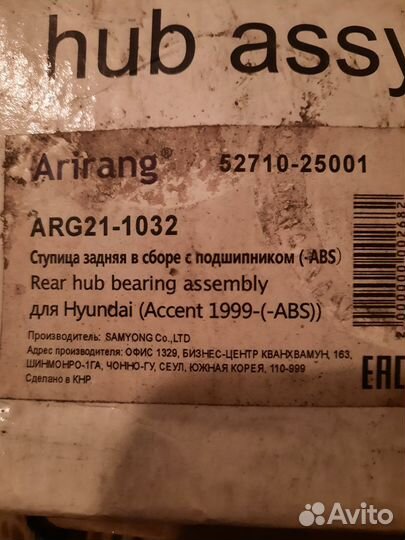 hub assy
Arirang® 52710-25001
ARG21-1032
Ступица задняя в сборе с подшипником (-ABS)
Rear hub bearing assembly
для Hyundai (Accent 1999-(-ABS))
Производитель: SAMYONG Co.,LTD
Адрес производителя: ОФИС 1329, БИЗНЕС-ЦЕНТР КВАНХВАМУН, 163,
ШИНМОНРО-1ГА, ЧОННО-ГУ, СЕУЛ, ЮЖНАЯ КОРЕЯ, 110-999
Сделано в КНР
EAC
Avito